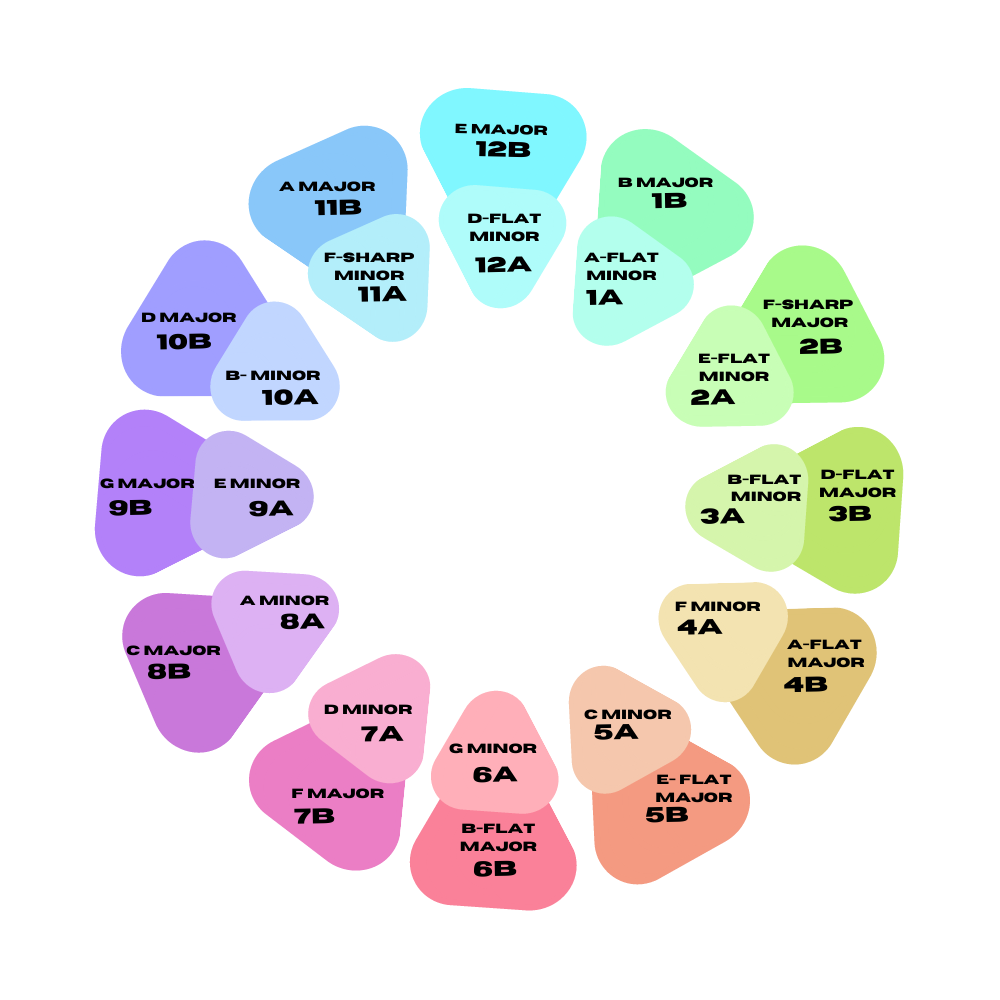 E MAJOR
12B
D-FLAT
MINOR
12A
B MAJOR
1B
A-FLAT
MINOR
1A
F-SHARP
MAJOR
2B
E-FLAT
MINOR
2A
D-FLAT
MAJOR
3B
B-FLAT
MINOR
3A
A-FLAT
MAJOR
4B
F MINOR
4A
E- FLAT
MAJOR
5B
C MINOR
5A
G MINOR
6A
B-FLAT
MAJOR
6B
D MINOR
7A
F MAJOR
7B
A MINOR
8A
C MAJOR
8B
G MAJOR
9B
E MINOR
9A
D MAJOR
10B
B- MINOR
10A
A MAJOR
11B
F-SHARP
MINOR
11A